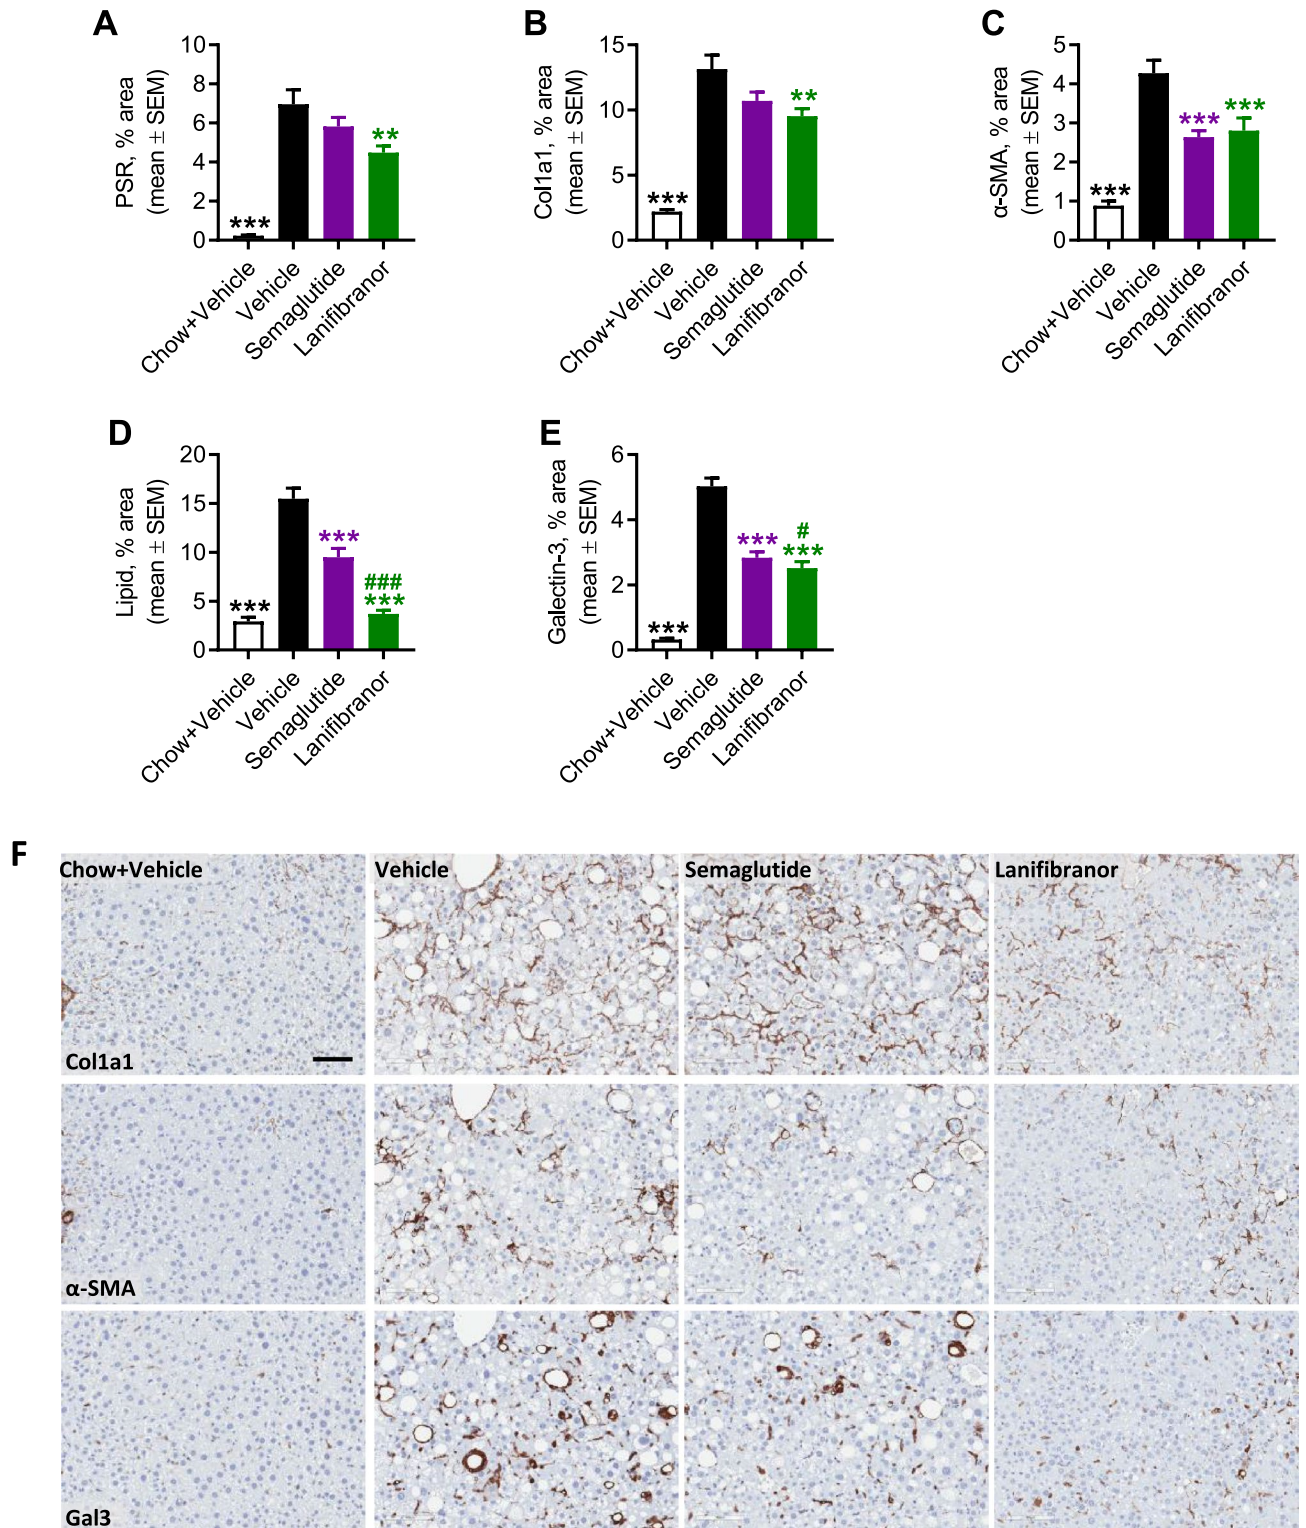 A
PSR, % area
(mean ± SEM)
10
8
6
4
2
0
***
**
Chow+Vehicle
Vehicle
Semaglutide
Lanifibranor
B
Col1a1, % area
(mean ± SEM)
15
10
5
0
***
**
Chow+Vehicle
Vehicle
Semaglutide
Lanifibranor
C
α-SMA, % area
(mean ± SEM)
5
4
3
2
1
0
***
***
***
Chow+Vehicle
Vehicle
Semaglutide
Lanifibranor
D
Lipid, % area
(mean ± SEM)
20
15
10
5
0
***
***
###
***
Chow+Vehicle
Vehicle
Semaglutide
Lanifibranor
E
Galectin-3, % area
(mean ± SEM)
6
4
2
0
***
***
#
***
Chow+Vehicle
Vehicle
Semaglutide
Lanifibranor
F
Chow+Vehicle
Vehicle
Semaglutide
Lanifibranor
Col1a1
α-SMA
Gal3